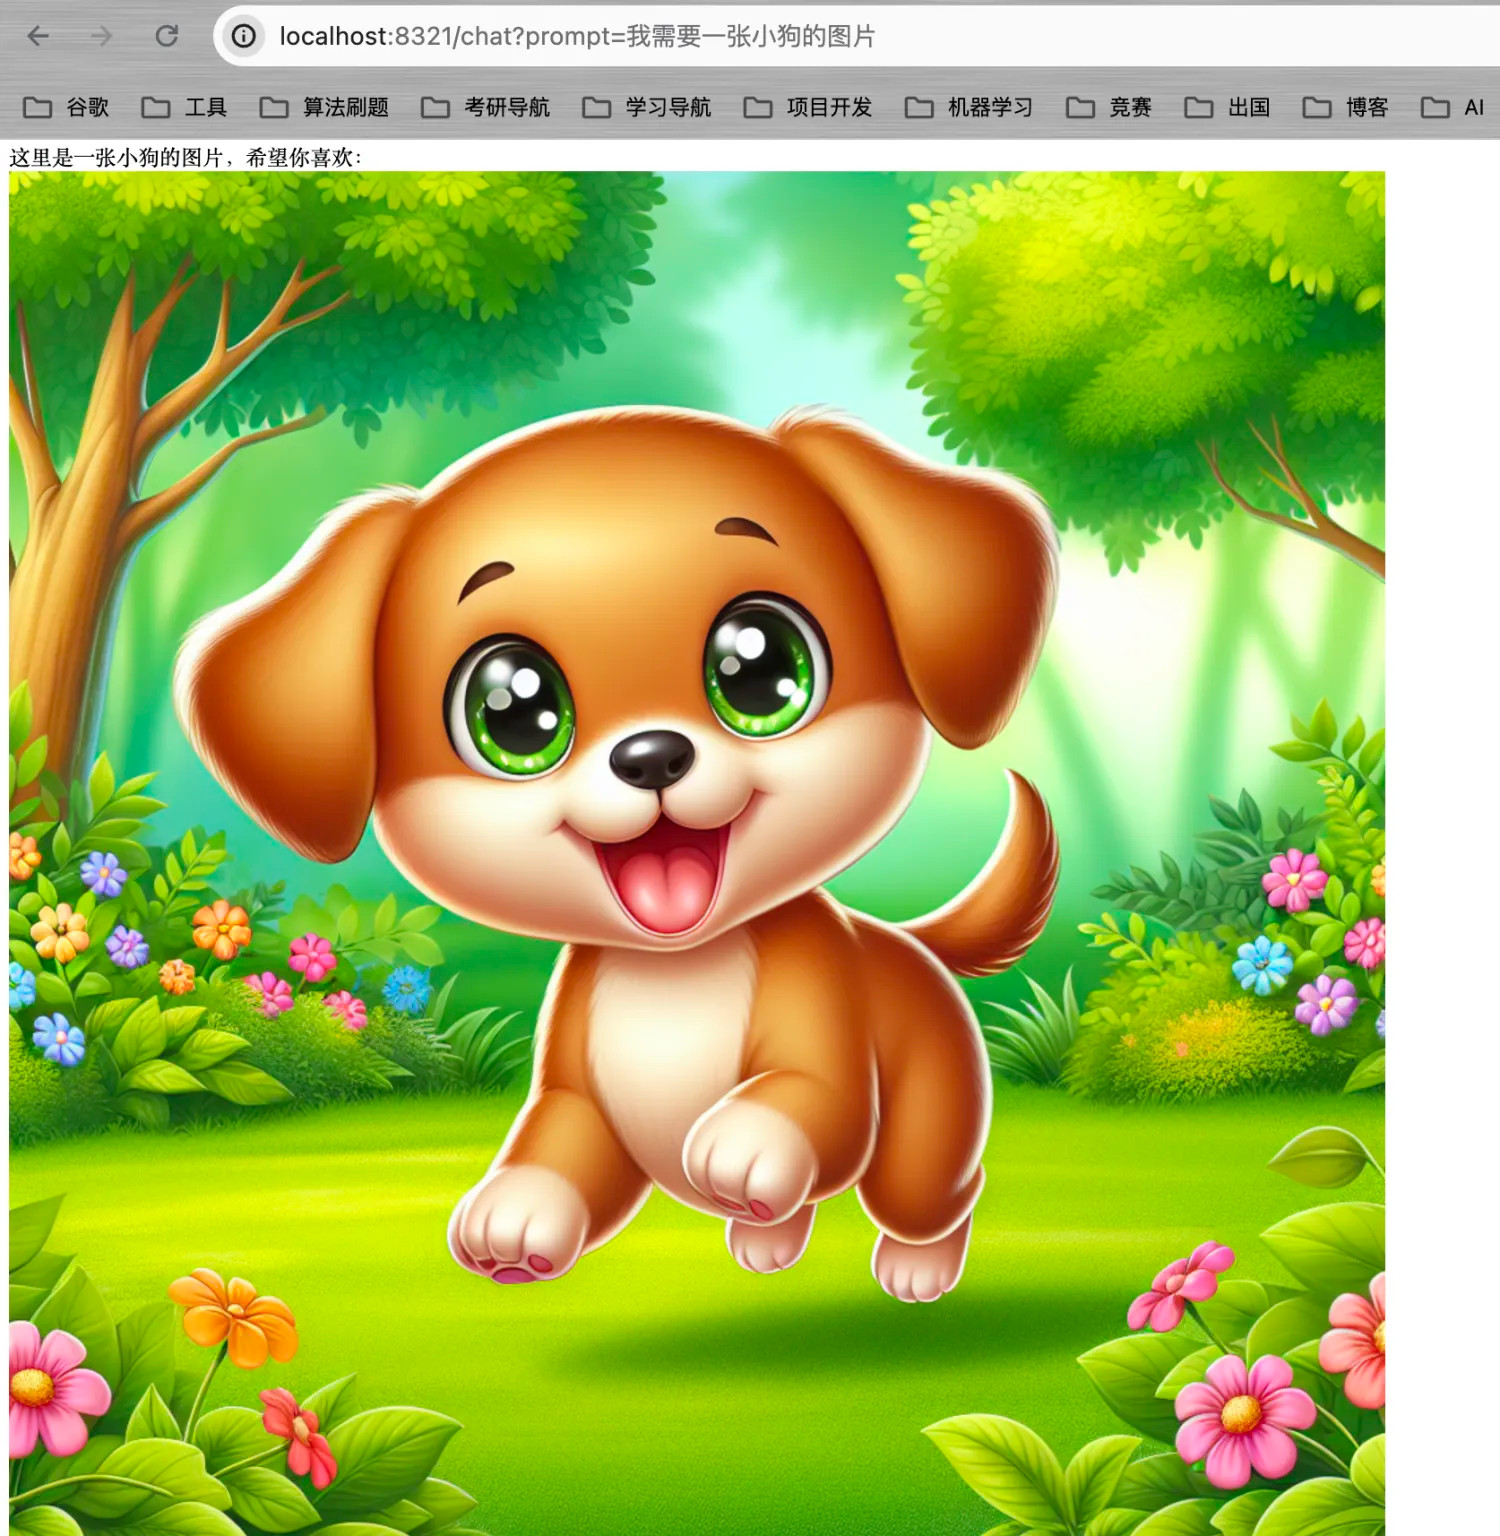 localhost:8321/chat?prompt=我需要一张小狗的图片
谷歌 工具 算法刷题 考研导航 学习导航 项目开发 机器学习 竞赛 出国 博客 AI
这里是一张小狗的图片，希望你喜欢：